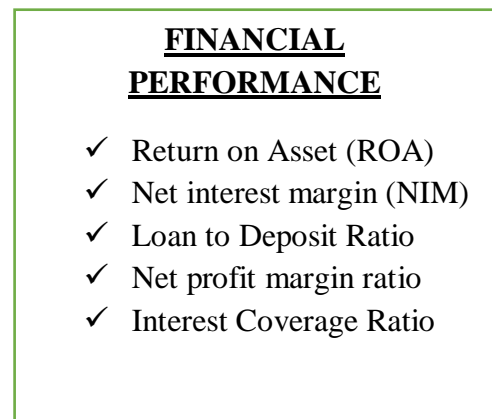 FINANCIAL
PERFORMANCE
✓ Return on Asset (ROA)
✓ Net interest margin (NIM)
✓ Loan to Deposit Ratio
✓ Net profit margin ratio
✓ Interest Coverage Ratio